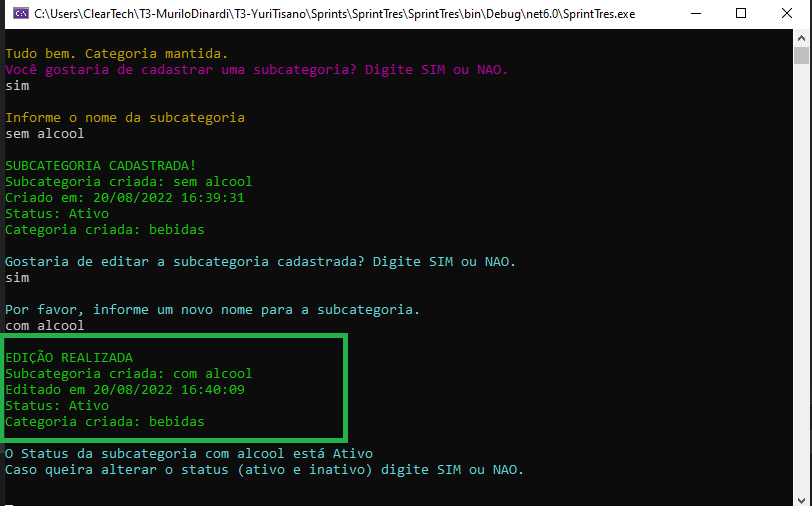 C:\Users\ClearTech\T3-MuriloDinardi\T3-YuriTisano\Sprints\SprintTres\SprintTres\bin\Debug\net6.0\SprintTres.exe
Tudo bem. Categoria mantida.
Você gostaria de cadastrar uma subcategoria? Digite SIM ou NAO.
sim
Informe o nome da subcategoria
sem alcool
SUBCATEGORIA CADASTRADA!
Subcategoria criada: sem alcool
Criado em: 20/08/2022 16:39:31
Status: Ativo
Categoria criada: bebidas
Gostaria de editar a subcategoria cadastrada? Digite SIM ou NAO.
sim
Por favor, informe um novo nome para a subcategoria.
com alcool
EDIÇÃO REALIZADA
Subcategoria criada: com alcool
Editado em 20/08/2022 16:40:09
Status: Ativo
Categoria criada: bebidas
O Status da subcategoria com alcool está Ativo
Caso queira alterar o status (ativo e inativo) digite SIM ou NAO.